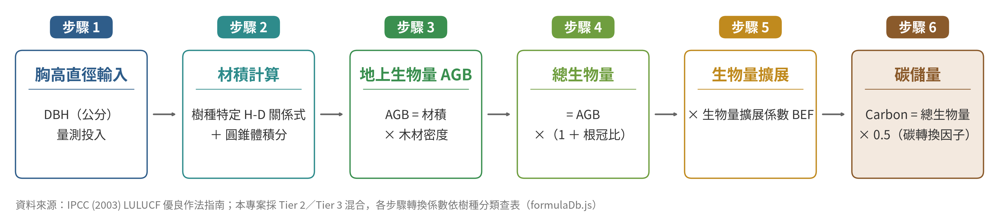 步驟 1
胸高直徑輸入
DBH（公分）
量測投入
步驟 2
材積計算
樹種特定 H-D 關係式
＋ 圓錐體積分
步驟 3
地上生物量 AGB
AGB = 材積
× 木材密度
步驟 4
總生物量
= AGB
×（1 ＋ 根冠比）
步驟 5
生物量擴展
× 生物量擴展係數 BEF
步驟 6
碳儲量
Carbon = 總生物量
× 0.5（碳轉換因子）
資料來源：IPCC (2003) LULUCF 優良作法指南；本專案採 Tier 2／Tier 3 混合，各步驟轉換係數依樹種分類查表（formulaDb.js）